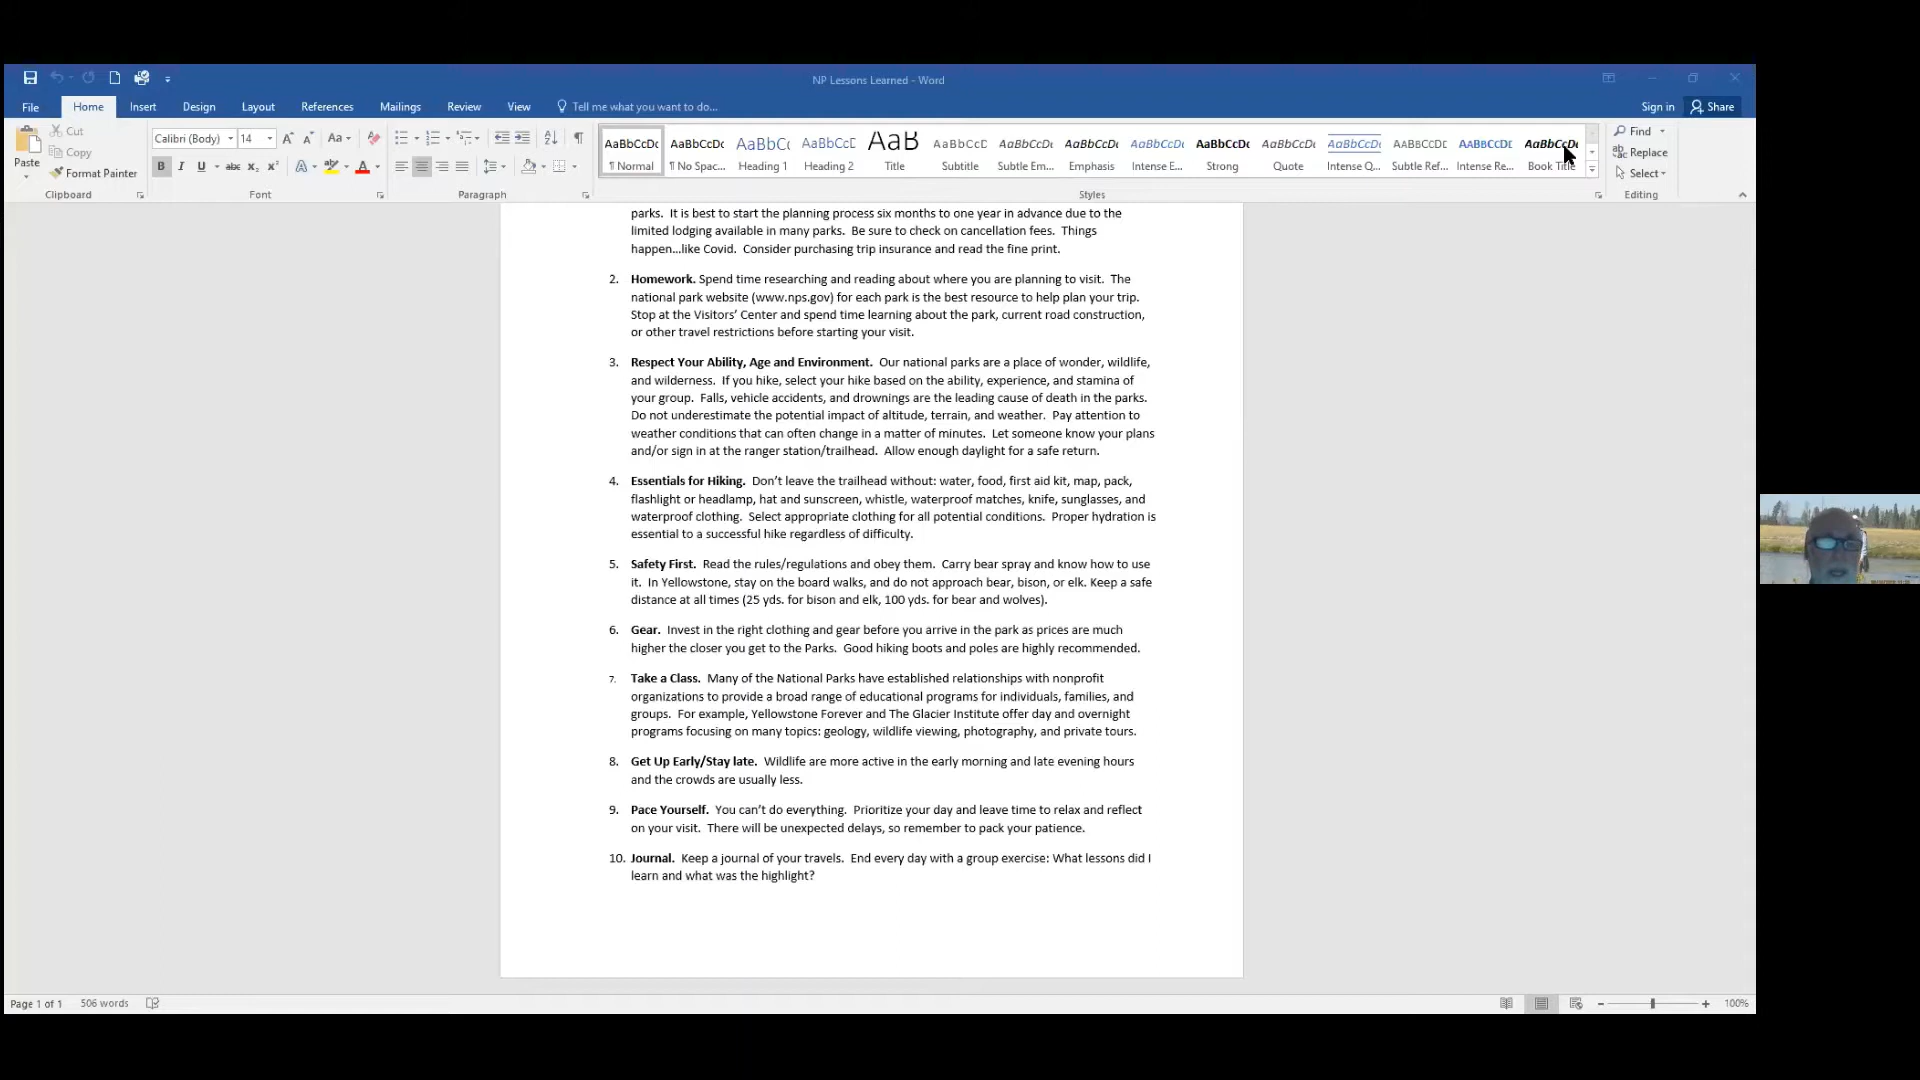 NP Lessons Learned - Word
File Home Insert Design Layout References Mailings Review View Tell me what you want to do... Sign in Share
Paste Cut Copy Format Painter
Calibri (Body) 14
AaBbCcDc AaBbCcDc AaBbC( AaBbCcD AaB AaBbCcD AaBbCcDc AaBbCcDc AaBbCcDc AaBbCcDc AaBbCcDc AaBbCcDc AABBCCDC AABBCCDC AaBbCcDc
¶ Normal ¶ No Spac... Heading 1 Heading 2 Title Subtitle Subtle Em... Emphasis Intense E... Strong Quote Intense Q... Subtle Ref... Intense Re... Book Title
Find Replace Select
Clipboard Font Paragraph Styles Editing
parks. It is best to start the planning process six months to one year in advance due to the
limited lodging available in many parks. Be sure to check on cancellation fees. Things
happen...like Covid. Consider purchasing trip insurance and read the fine print.
2. Homework. Spend time researching and reading about where you are planning to visit. The
national park website (www.nps.gov) for each park is the best resource to help plan your trip.
Stop at the Visitors' Center and spend time learning about the park, current road construction,
or other travel restrictions before starting your visit.
3. Respect Your Ability, Age and Environment. Our national parks are a place of wonder, wildlife,
and wilderness. If you hike, select your hike based on the ability, experience, and stamina of
your group. Falls, vehicle accidents, and drownings are the leading cause of death in the parks.
Do not underestimate the potential impact of altitude, terrain, and weather. Pay attention to
weather conditions that can often change in a matter of minutes. Let someone know your plans
and/or sign in at the ranger station/trailhead. Allow enough daylight for a safe return.
4. Essentials for Hiking. Don't leave the trailhead without: water, food, first aid kit, map, pack,
flashlight or headlamp, hat and sunscreen, whistle, waterproof matches, knife, sunglasses, and
waterproof clothing. Select appropriate clothing for all potential conditions. Proper hydration is
essential to a successful hike regardless of difficulty.
5. Safety First. Read the rules/regulations and obey them. Carry bear spray and know how to use
it. In Yellowstone, stay on the board walks, and do not approach bear, bison, or elk. Keep a safe
distance at all times (25 yds. for bison and elk, 100 yds. for bear and wolves).
6. Gear. Invest in the right clothing and gear before you arrive in the park as prices are much
higher the closer you get to the Parks. Good hiking boots and poles are highly recommended.
7. Take a Class. Many of the National Parks have established relationships with nonprofit
organizations to provide a broad range of educational programs for individuals, families, and
groups. For example, Yellowstone Forever and The Glacier Institute offer day and overnight
programs focusing on many topics: geology, wildlife viewing, photography, and private tours.
8. Get Up Early/Stay late. Wildlife are more active in the early morning and late evening hours
and the crowds are usually less.
9. Pace Yourself. You can't do everything. Prioritize your day and leave time to relax and reflect
on your visit. There will be unexpected delays, so remember to pack your patience.
10. Journal. Keep a journal of your travels. End every day with a group exercise: What lessons did I
learn and what was the highlight?
Page 1 of 1 506 words 100%